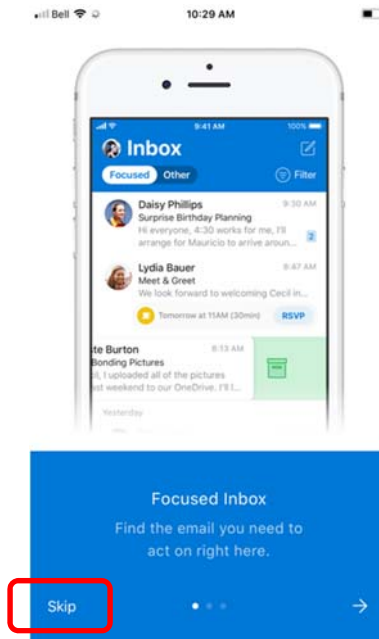 Bell 10:29 AM
9:41 AM 100%
Inbox
Focused Other Filter
Daisy Phillips 9:30 AM
Surprise Birthday Planning
Hi everyone, 4:30 works for me, I'll
arrange for Mauricio to arrive aroun... 2
Lydia Bauer 8:47 AM
Meet & Greet
We look forward to welcoming Cecil in...
Tomorrow at 11AM (30min) RSVP
te Burton 8:13 AM
Bonding Pictures
I uploaded all of the pictures
st weekend to our OneDrive. I'll l...
Yesterday
Focused Inbox
Find the email you need to
act on right here.
Skip